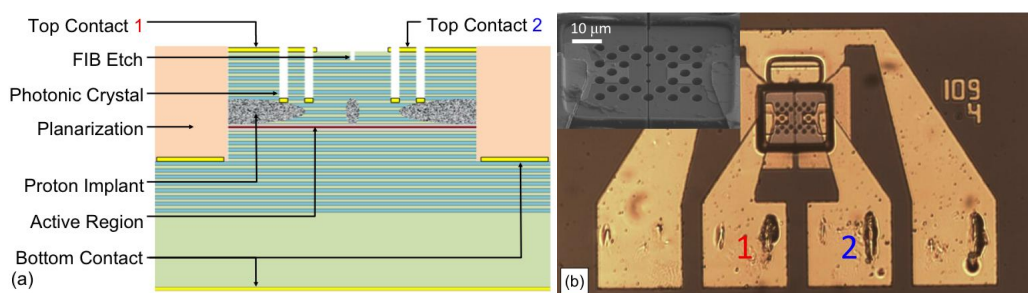 Top Contact 1
Top Contact 2
FIB Etch
Photonic Crystal
Planarization
Proton Implant
Active Region
Bottom Contact
(a)
10 μm
109
4
1
2
(b)